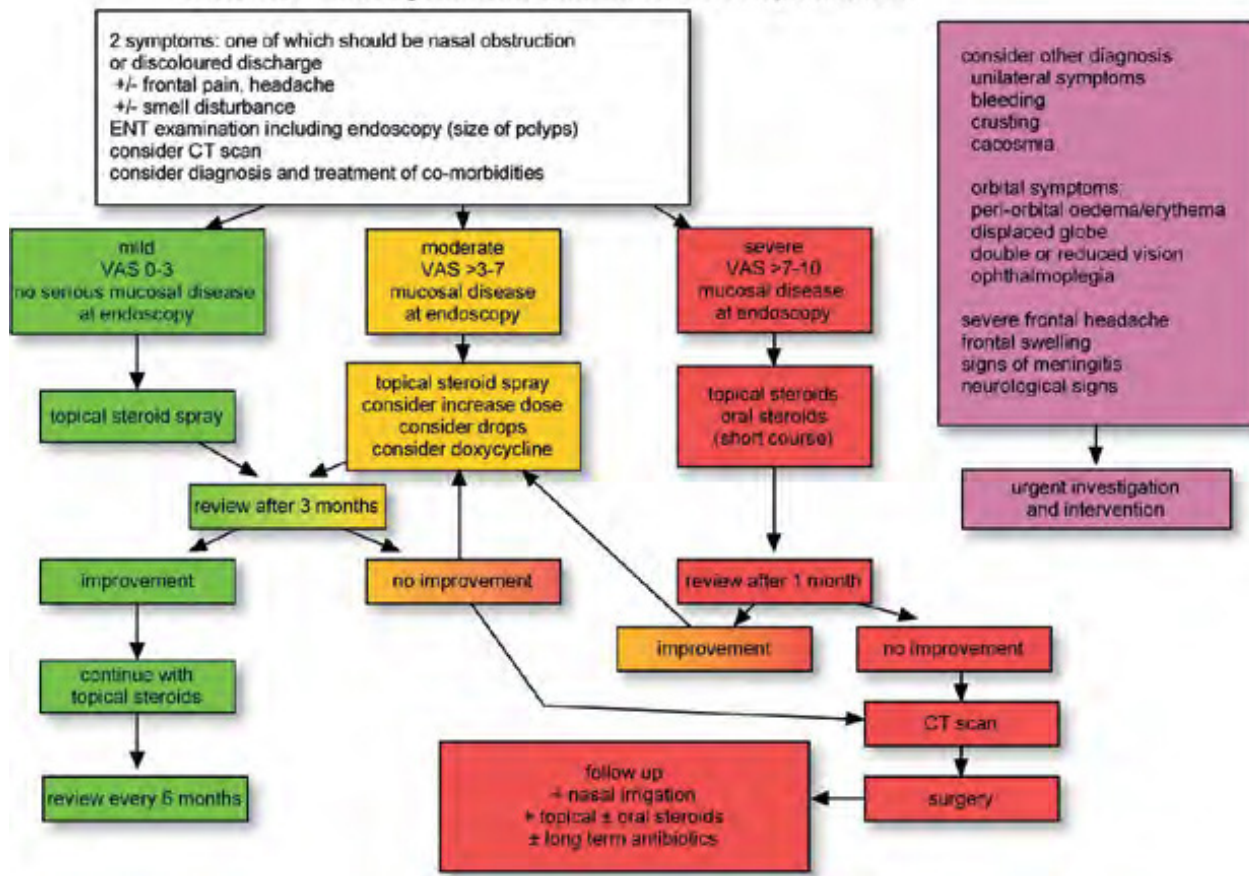 2 symptoms: one of which should be nasal obstruction
or discoloured discharge
+/- frontal pain, headache
+/- smell disturbance
ENT examination including endoscopy (size of polyps)
consider CT scan
consider diagnosis and treatment of co-morbidities
consider other diagnosis
unilateral symptoms
bleeding
crusting
cacosmia
orbital symptoms
peri-orbital oedema/erythema
displaced globe
double or reduced vision
ophthalmoplegia
severe frontal headache
frontal swelling
signs of meningitis
neurological signs
urgent investigation
and intervention
mild
VAS 0-3
no serious mucosal disease
at endoscopy
moderate
VAS >3-7
mucosal disease
at endoscopy
severe
VAS >7-10
mucosal disease
at endoscopy
topical steroid spray
topical steroid spray
consider increase dose
consider drops
consider doxycycline
topical steroids
oral steroids
(short course)
review after 3 months
improvement
no improvement
review after 1 month
improvement
no improvement
continue with
topical steroids
CT scan
review every 6 months
surgery
follow up
+ nasal irrigation
+ topical ± oral steroids
± long term antibiotics